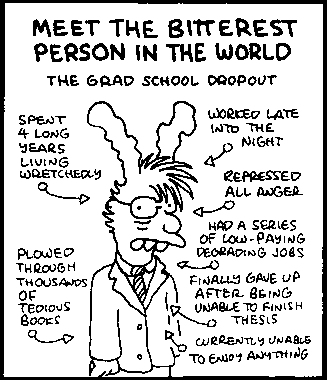 MEET THE BITTEREST
PERSON IN THE WORLD
THE GRAD SCHOOL DROPOUT
SPENT
4 LONG
YEARS
LIVING
WRETCHEDLY
WORKED LATE
INTO THE
NIGHT
REPRESSED
ALL ANGER
HAD A SERIES
OF LOW-PAYING
DEGRADING JOBS
PLOWED
THROUGH
THOUSANDS
OF
TEDIOUS
BOOKS
FINALLY GAVE UP
AFTER BEING
UNABLE TO FINISH
THESIS
CURRENTLY UNABLE
TO ENJOY ANYTHING